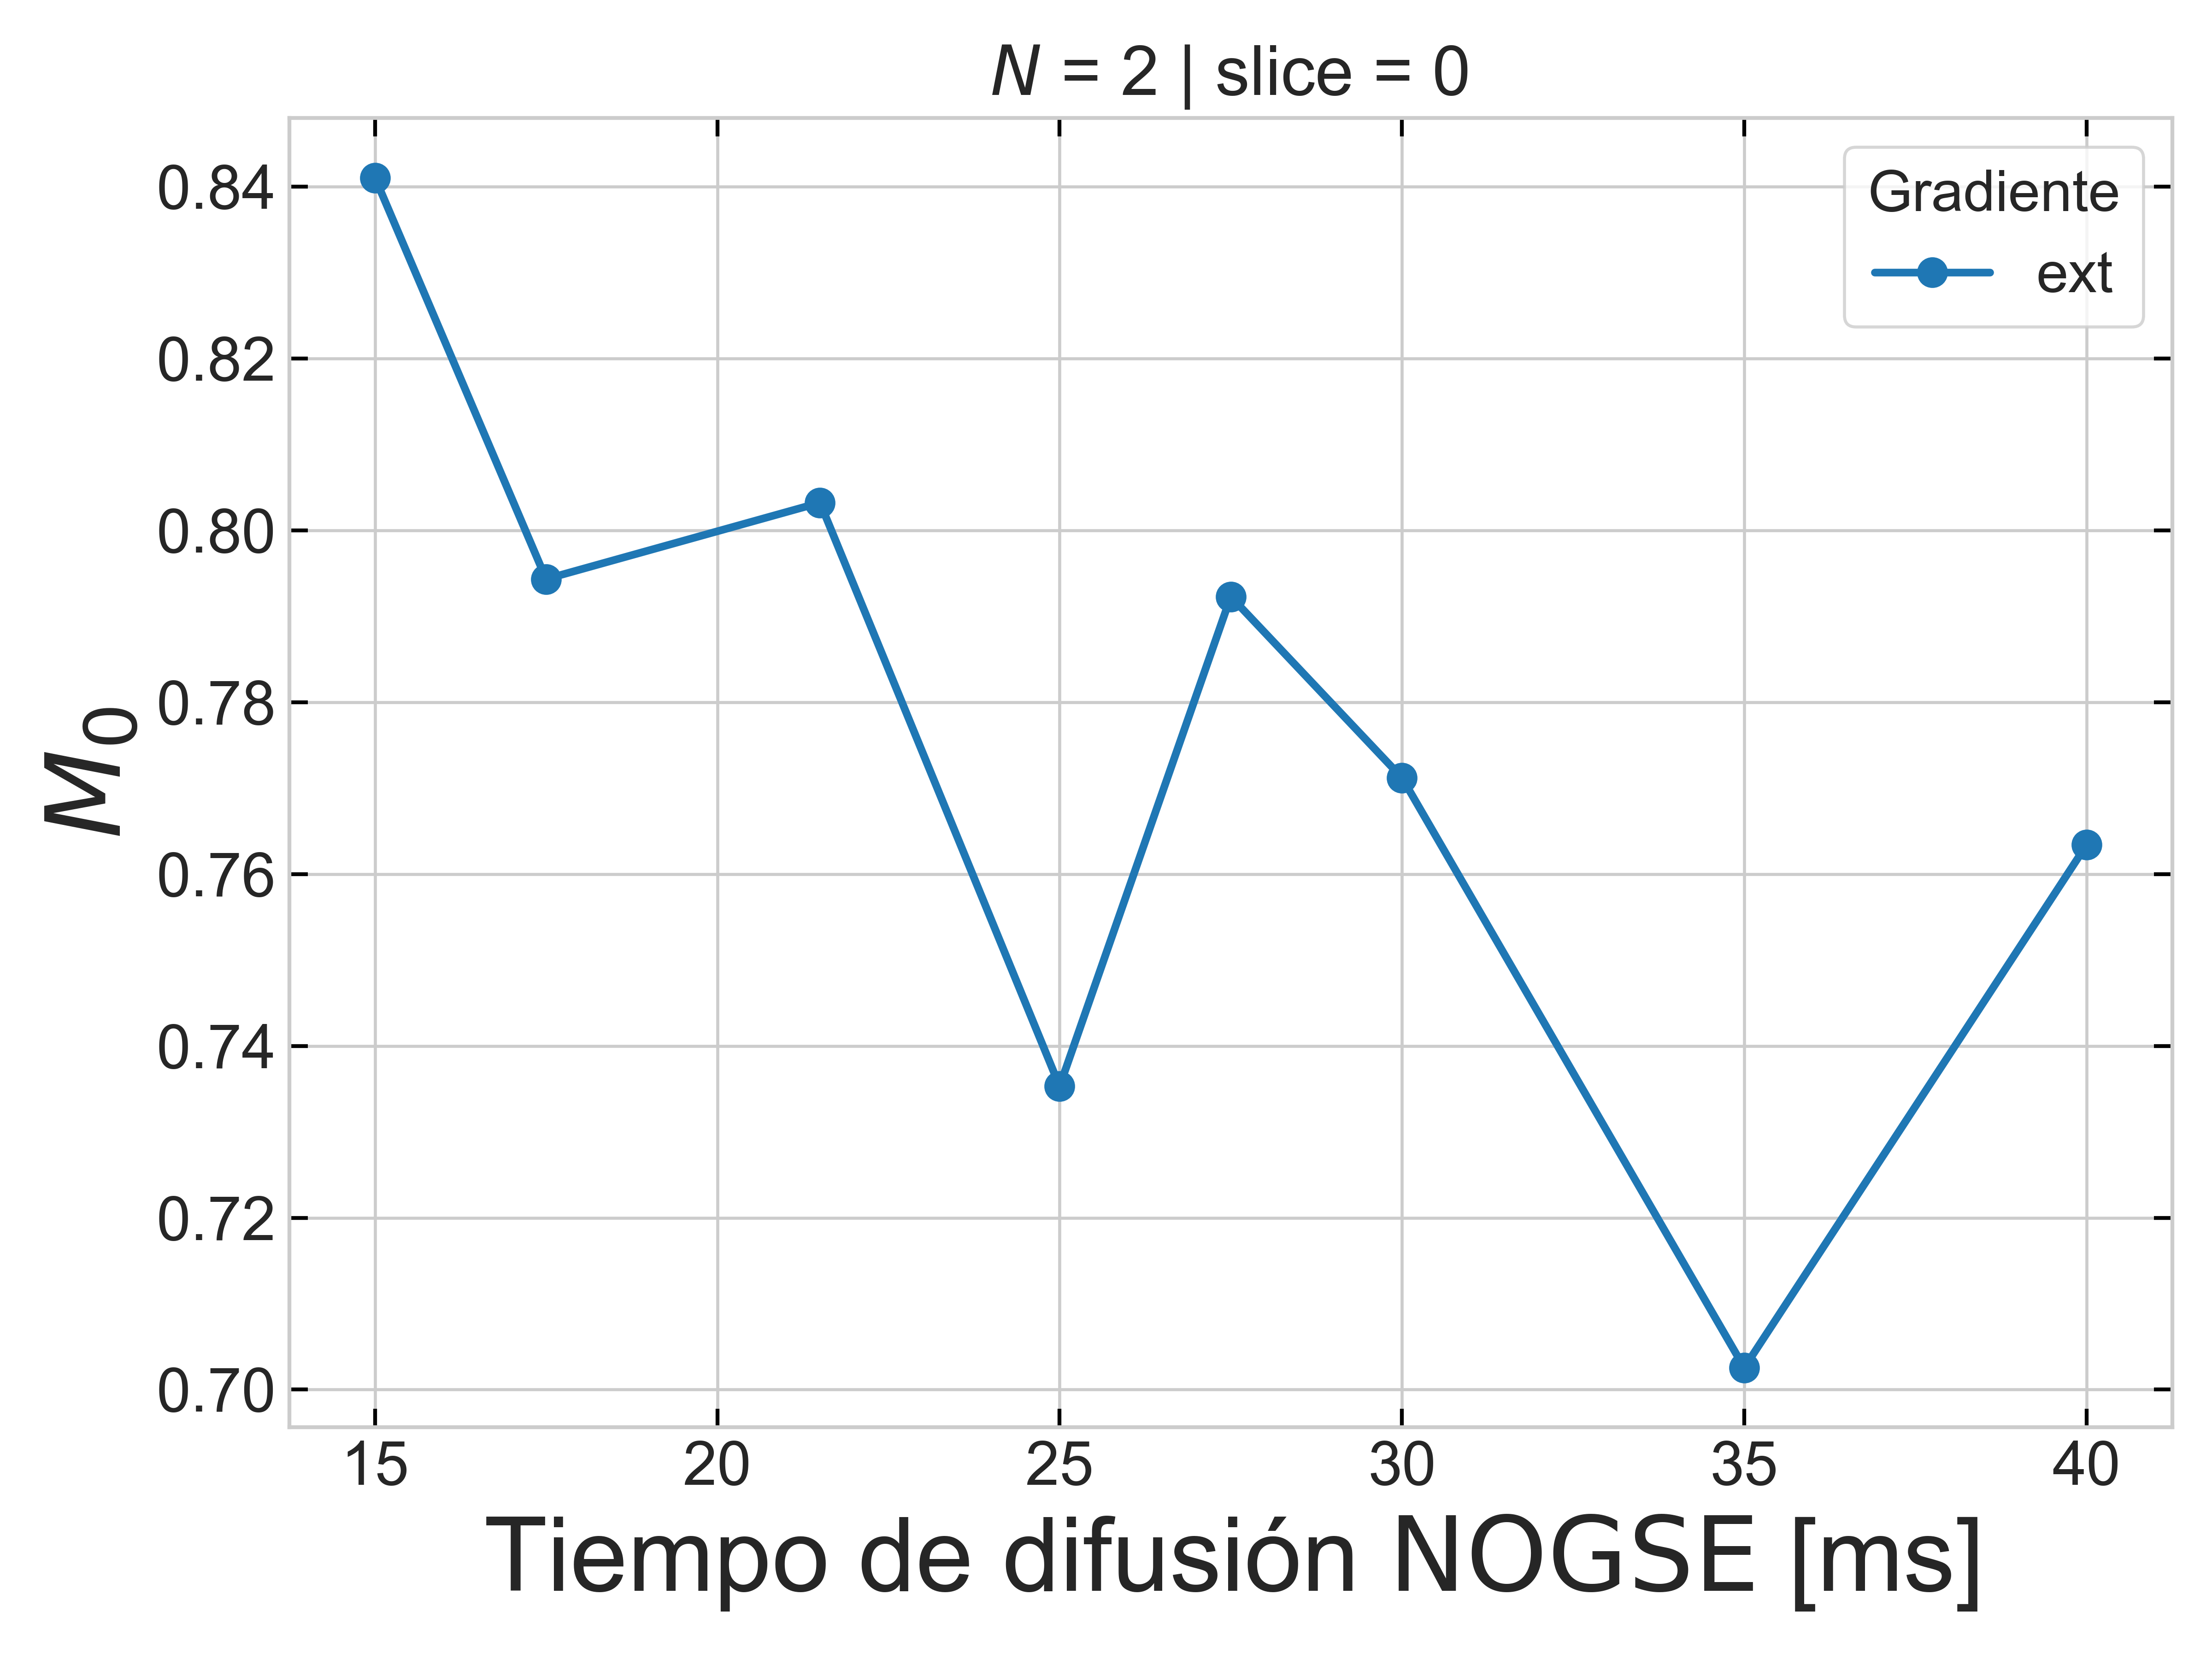 N = 2 | slice = 0
Gradiente
ext
M0
0.84
0.82
0.80
0.78
0.76
0.74
0.72
0.70
15 20 25 30 35 40
Tiempo de difusión NOGSE [ms]